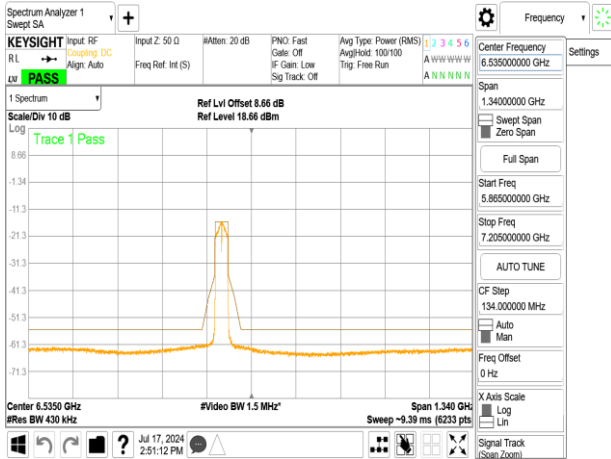 Spectrum Analyzer 1
Swept SA
+
Frequency
KEYSIGHT
RL
PASS
Input: RF
Coupling: DC
Align: Auto
Input Z: 50 Ω
Freq Ref: Int (S)
#Atten: 20 dB
PNO: Fast
Gate: Off
IF Gain: Low
Sig Track: Off
Avg Type: Power (RMS)
Avg|Hold: 100/100
Trig: Free Run
1 2 3 4 5 6
A W W W W W
A N N N N N
Center Frequency
6.535000000 GHz
Settings
Span
1.34000000 GHz
Swept Span
Zero Span
Full Span
Start Freq
5.865000000 GHz
Stop Freq
7.205000000 GHz
AUTO TUNE
CF Step
134.000000 MHz
Auto
Man
Freq Offset
0 Hz
X Axis Scale
Log
Lin
Signal Track
(Span Zoom)
1 Spectrum
Scale/Div 10 dB
Ref Lvl Offset 8.66 dB
Ref Level 18.66 dBm
Log
Trace 1 Pass
8.66
-1.34
-11.3
-21.3
-31.3
-41.3
-51.3
-61.3
-71.3
Center 6.5350 GHz
#Video BW 1.5 MHz*
Span 1.340 GHz
#Res BW 430 kHz
Sweep ~9.39 ms (6233 pts
Jul 17, 2024
2:51:12 PM
?